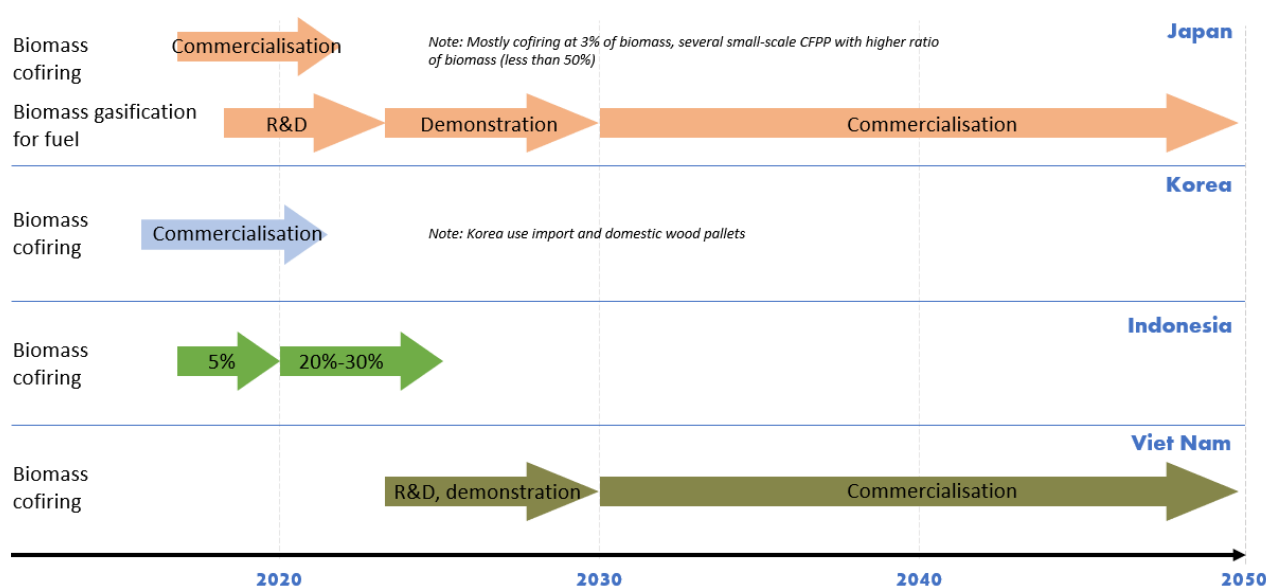 Japan
Biomass
cofiring
Commercialisation
Note: Mostly cofiring at 3% of biomass, several small-scale CFPP with higher ratio
of biomass (less than 50%)
Biomass gasification
for fuel
R&D
Demonstration
Commercialisation
Korea
Biomass
cofiring
Commercialisation
Note: Korea use import and domestic wood pallets
Indonesia
Biomass
cofiring
5%
20%-30%
Viet Nam
Biomass
cofiring
R&D, demonstration
Commercialisation
2020
2030
2040
2050